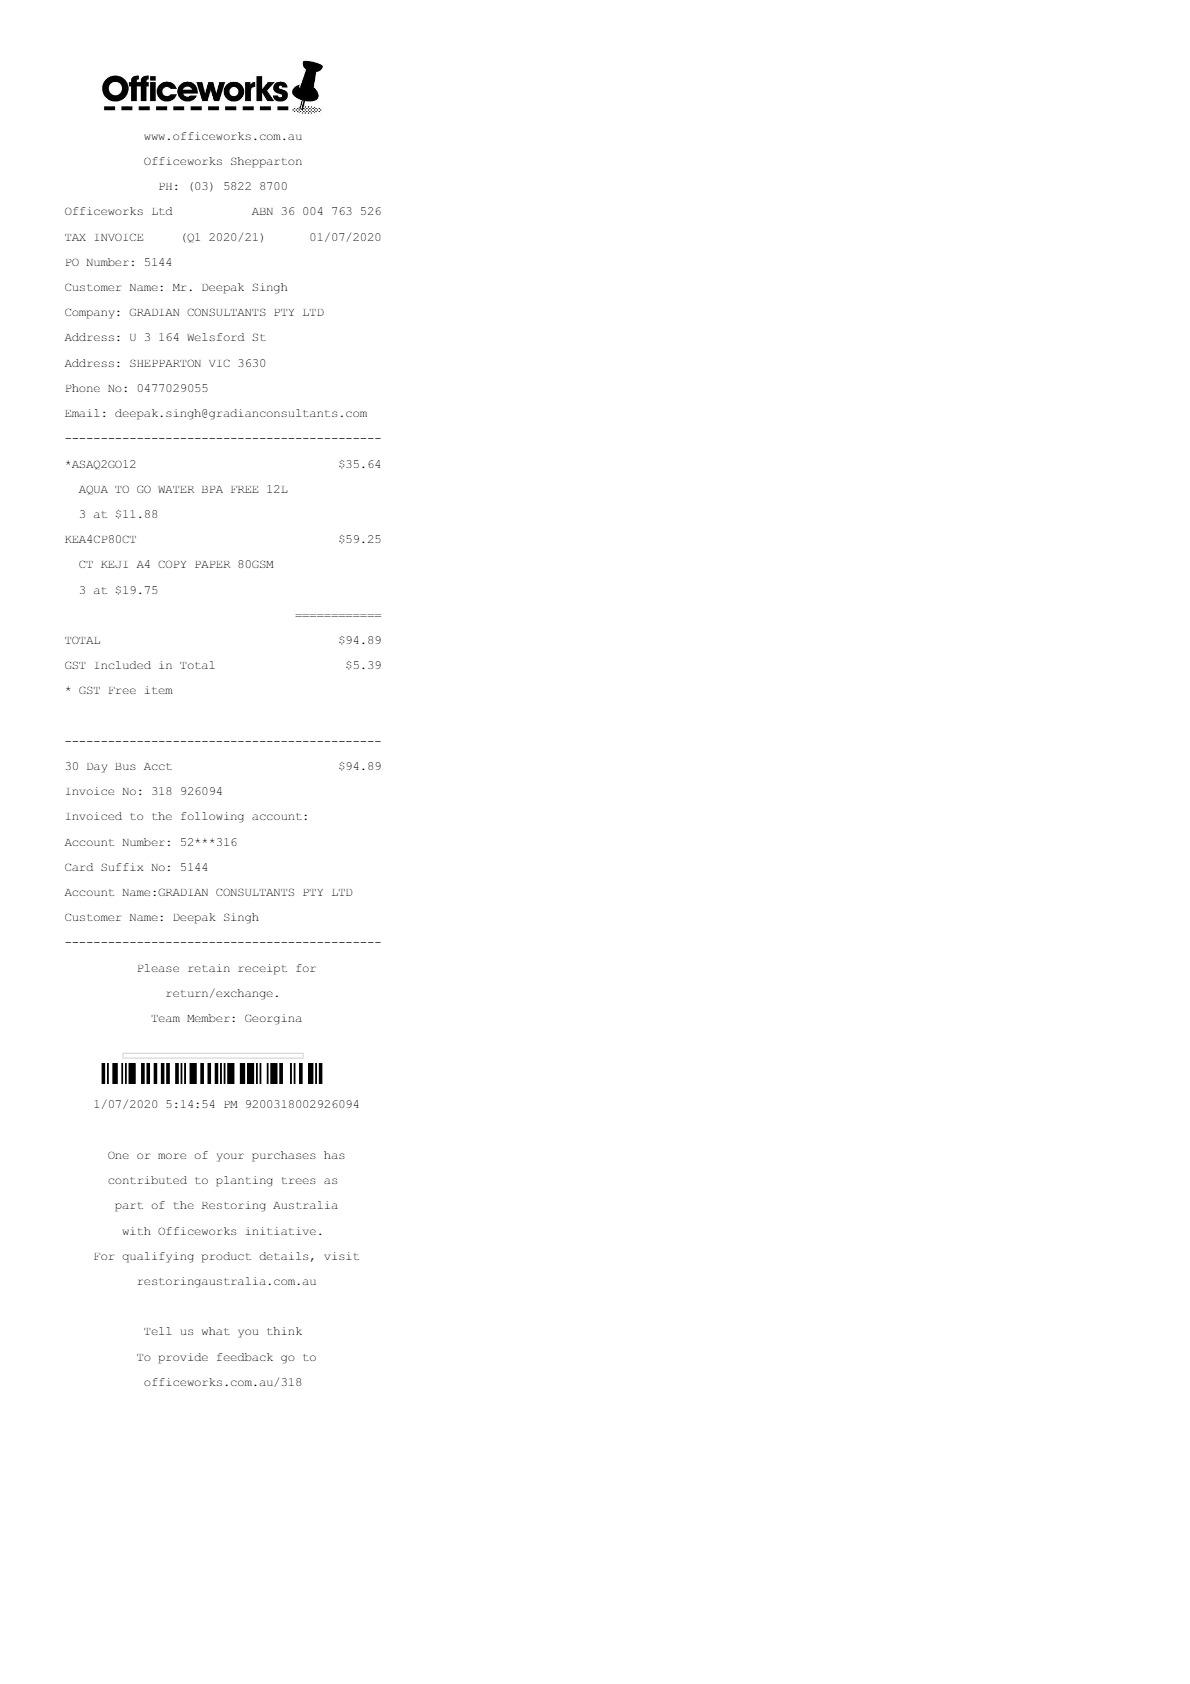 Officeworks
www.officeworks.com.au
Officeworks Shepparton
PH: (03) 5822 8700
Officeworks Ltd ABN 36 004 763 526
TAX INVOICE (Q1 2020/21) 01/07/2020
PO Number: 5144
Customer Name: Mr. Deepak Singh
Company: GRADIAN CONSULTANTS PTY LTD
Address: U 3 164 Welsford St
Address: SHEPPARTON VIC 3630
Phone No: 0477029055
Email: deepak.singh@gradianconsultants.com
--------------------------------------------
*ASAQ2GO12 $35.64
AQUA TO GO WATER BPA FREE 12L
3 at $11.88
KEA4CP80CT $59.25
CT KEJI A4 COPY PAPER 80GSM
3 at $19.75
============
TOTAL $94.89
GST Included in Total $5.39
* GST Free item
--------------------------------------------
30 Day Bus Acct $94.89
Invoice No: 318 926094
Invoiced to the following account:
Account Number: 52***316
Card Suffix No: 5144
Account Name:GRADIAN CONSULTANTS PTY LTD
Customer Name: Deepak Singh
--------------------------------------------
Please retain receipt for
return/exchange.
Team Member: Georgina
1/07/2020 5:14:54 PM 9200318002926094
One or more of your purchases has
contributed to planting trees as
part of the Restoring Australia
with Officeworks initiative.
For qualifying product details, visit
restoringaustralia.com.au
Tell us what you think
To provide feedback go to
officeworks.com.au/318